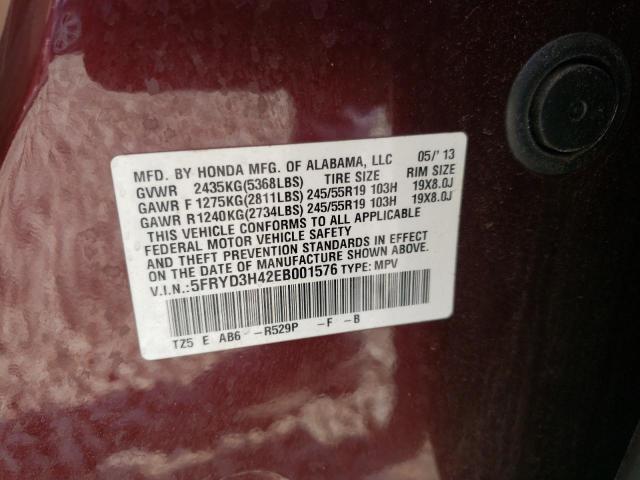 MFD. BY HONDA MFG. OF ALABAMA, LLC 05/'13
GVWR 2435KG(5368LBS) TIRE SIZE RIM SIZE
GAWR F 1275KG(2811LBS) 245/55R19 103H 19X8.0J
GAWR R 1240KG(2734LBS) 245/55R19 103H 19X8.0J
THIS VEHICLE CONFORMS TO ALL APPLICABLE
FEDERAL MOTOR VEHICLE SAFETY
AND THEFT PREVENTION STANDARDS IN EFFECT
ON THE DATE OF MANUFACTURE SHOWN ABOVE.
V.I.N.:5FRYD3H42EB001576 TYPE: MPV
TZ5 E AB6 -R529P -F -B